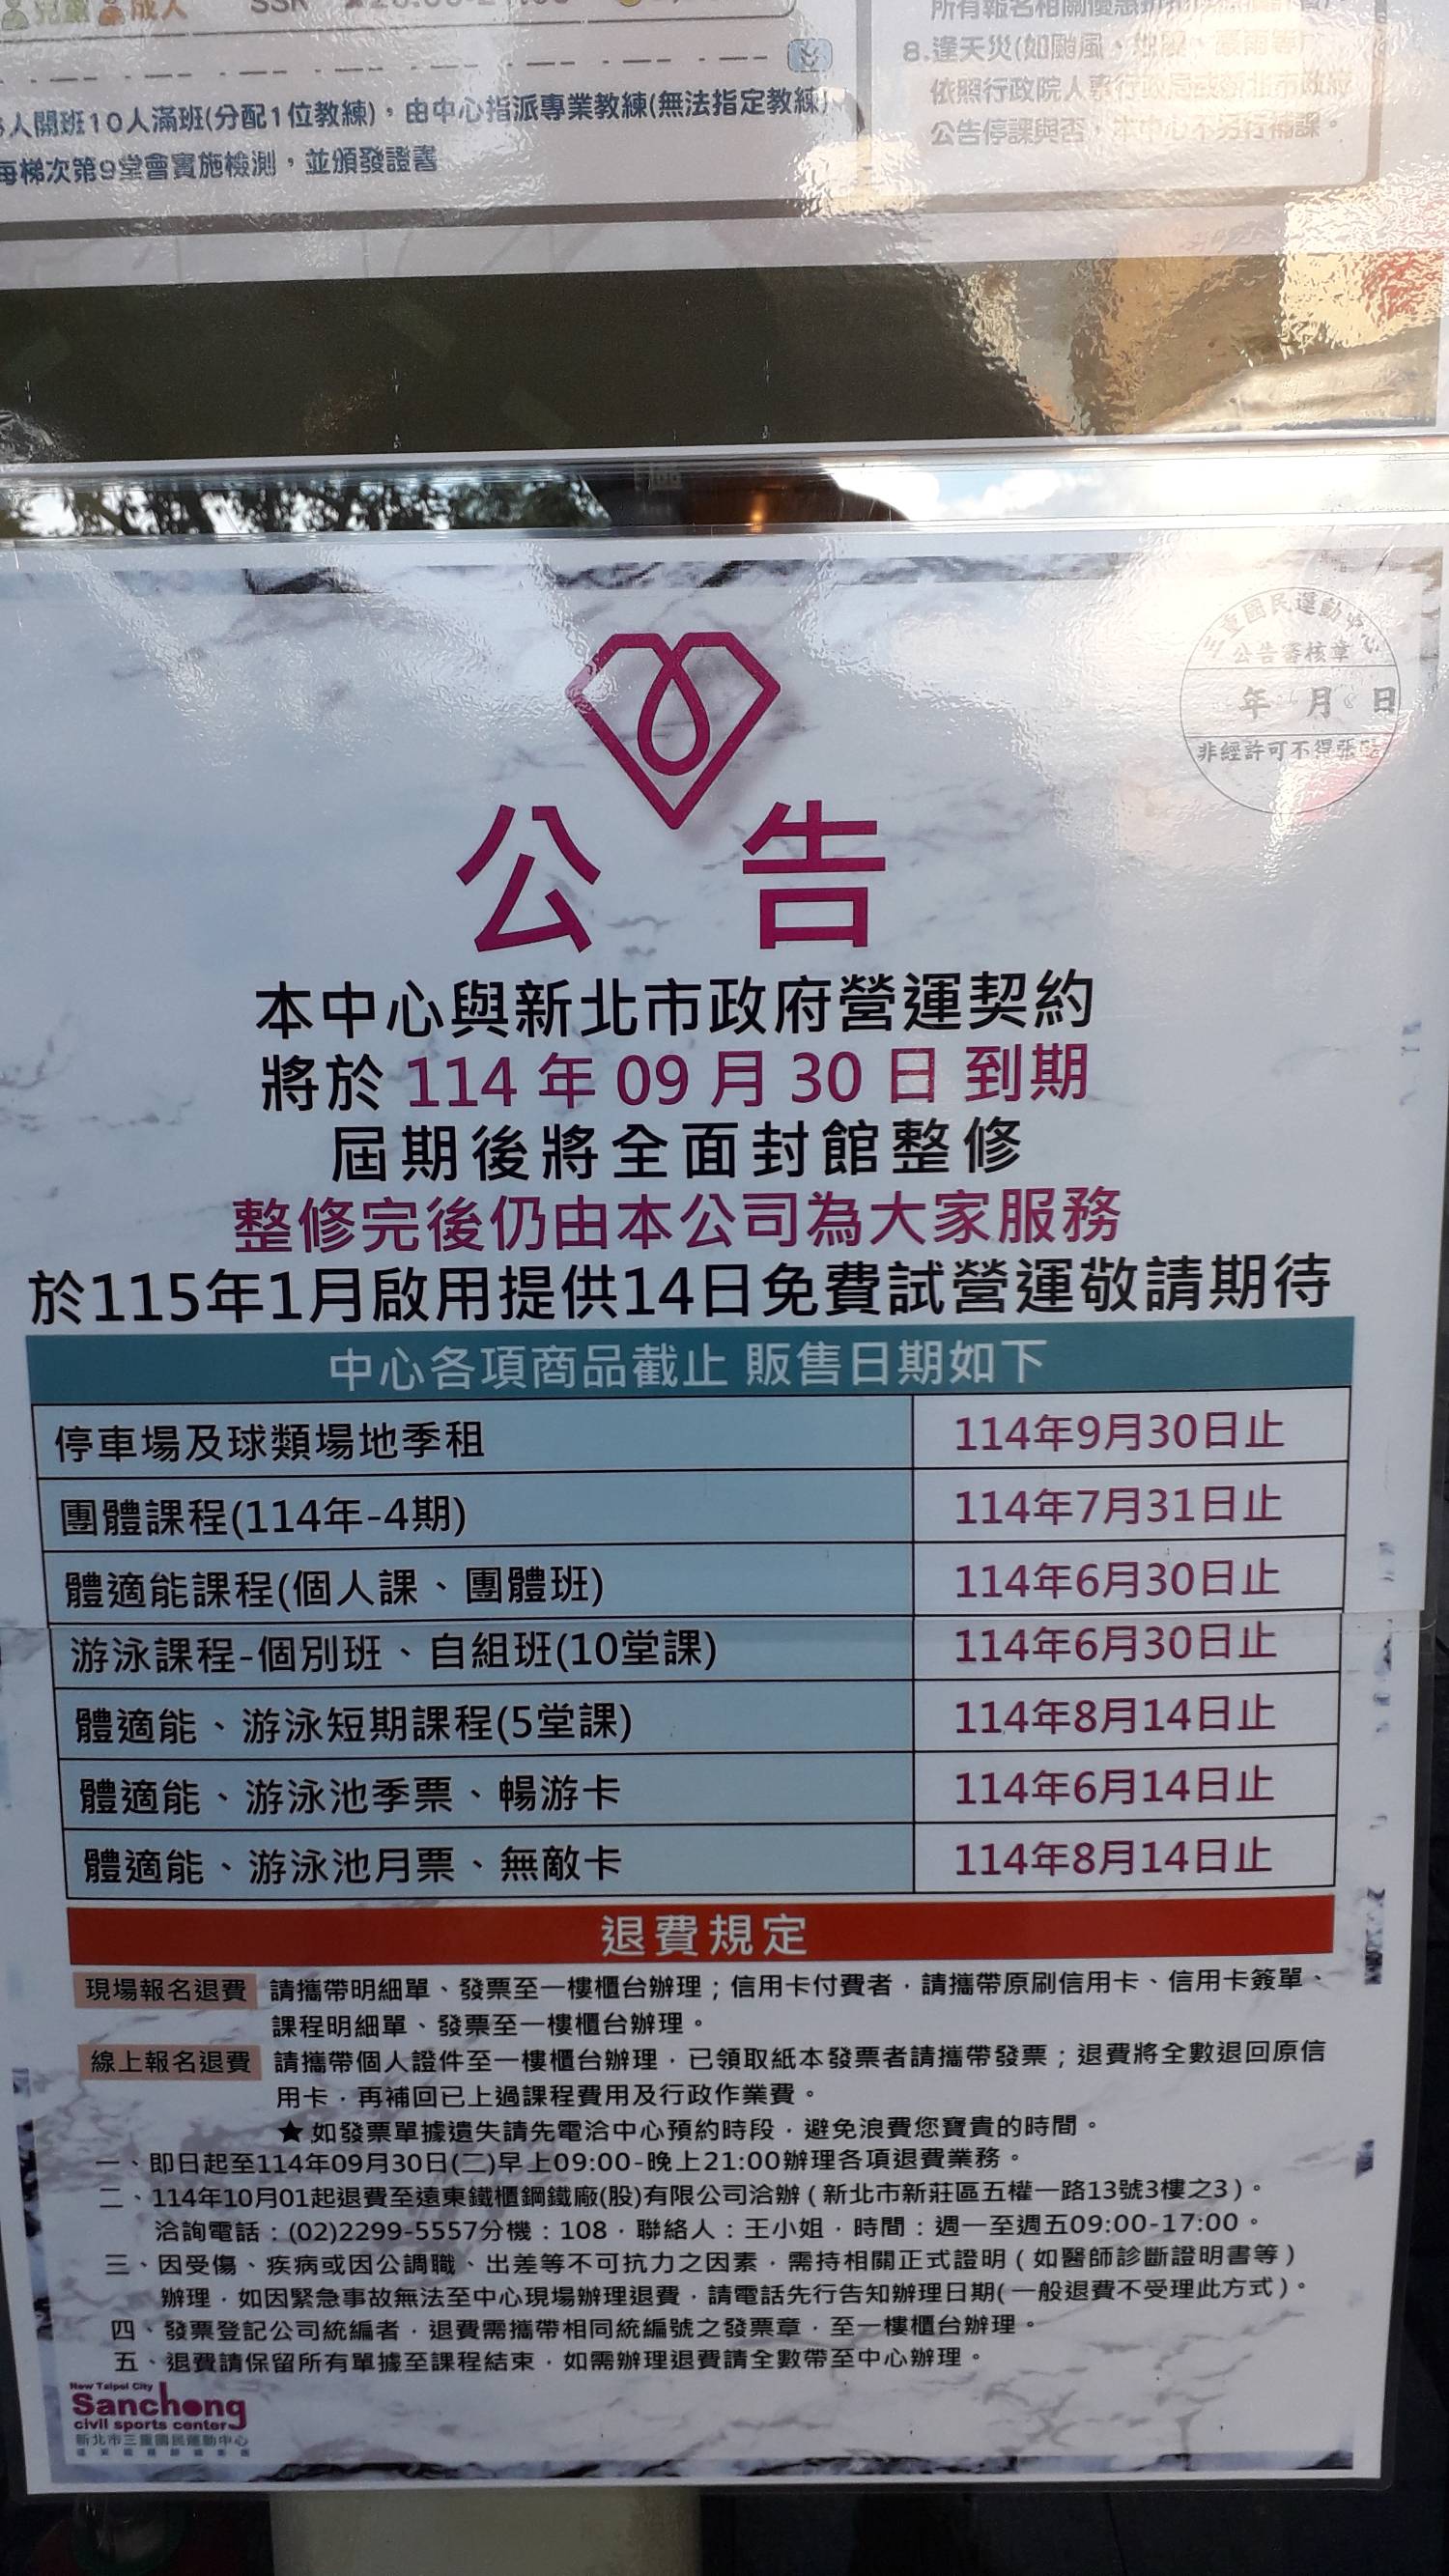 成人
人開班10人滿班(分配1位教練)，由中心指派專業教練(無法指定教練)
每梯次第9堂會實施檢測，並頒發證書
8.逢天災(如颱風、地震、豪雨等)
公告停課與否，本中心不另行補課。
三重國民運動中心
公告審核章
年 月 日
非經許可不得張貼
公告
本中心與新北市政府營運契約
將於 114 年 09 月 30 日 到期
屆期後將全面封館整修
整修完後仍由本公司為大家服務
於115年1月啟用提供14日免費試營運敬請期待
中心各項商品截止 販售日期如下
停車場及球類場地季租 114年9月30日止
團體課程(114年-4期) 114年7月31日止
體適能課程(個人課、團體班) 114年6月30日止
游泳課程-個別班、自組班(10堂課) 114年6月30日止
體適能、游泳短期課程(5堂課) 114年8月14日止
體適能、游泳池季票、暢游卡 114年6月14日止
體適能、游泳池月票、無敵卡 114年8月14日止
退費規定
現場報名退費 請攜帶明細單、發票至一樓櫃台辦理；信用卡付費者，請攜帶原刷信用卡、信用卡簽單、
課程明細單、發票至一樓櫃台辦理。
線上報名退費 請攜帶個人證件至一樓櫃台辦理，已領取紙本發票者請攜帶發票；退費將全數退回原信
用卡，再補回已上過課程費用及行政作業費。
★如發票單據遺失請先電洽中心預約時段，避免浪費您寶貴的時間。
一、即日起至114年09月30日(二)早上09:00-晚上21:00辦理各項退費業務。
二、114年10月01起退費至遠東鐵櫃鋼鐵廠(股)有限公司洽辦（新北市新莊區五權一路13號3樓之3）。
洽詢電話：(02)2299-5557分機：108，聯絡人：王小姐，時間：週一至週五09:00-17:00。
三、因受傷、疾病或因公調職、出差等不可抗力之因素，需持相關正式證明（如醫師診斷證明書等）
辦理，如因緊急事故無法至中心現場辦理退費，請電話先行告知辦理日期(一般退費不受理此方式)。
四、發票登記公司統編者，退費需攜帶相同統編號之發票章，至一樓櫃台辦理。
五、退費請保留所有單據至課程結束，如需辦理退費請全數帶至中心辦理。
New Taipei City
Sanchong
civil sports center
新北市三重國民運動中心